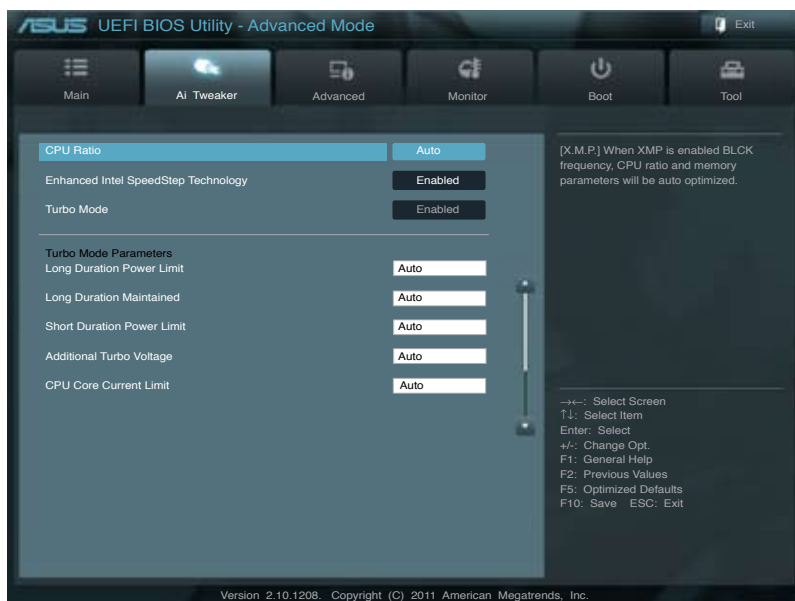 ASUS UEFI BIOS Utility - Advanced Mode
Exit
Main
Ai Tweaker
Advanced
Monitor
Boot
Tool
CPU Ratio Auto
Enhanced Intel SpeedStep Technology Enabled
Turbo Mode Enabled
Turbo Mode Parameters
Long Duration Power Limit Auto
Long Duration Maintained Auto
Short Duration Power Limit Auto
Additional Turbo Voltage Auto
CPU Core Current Limit Auto
[X.M.P.] When XMP is enabled BLCK
frequency, CPU ratio and memory
parameters will be auto optimized.
→←: Select Screen
↑↓: Select Item
Enter: Select
+/-: Change Opt.
F1: General Help
F2: Previous Values
F5: Optimized Defaults
F10: Save ESC: Exit
Version 2.10.1208. Copyright (C) 2011 American Megatrends, Inc.